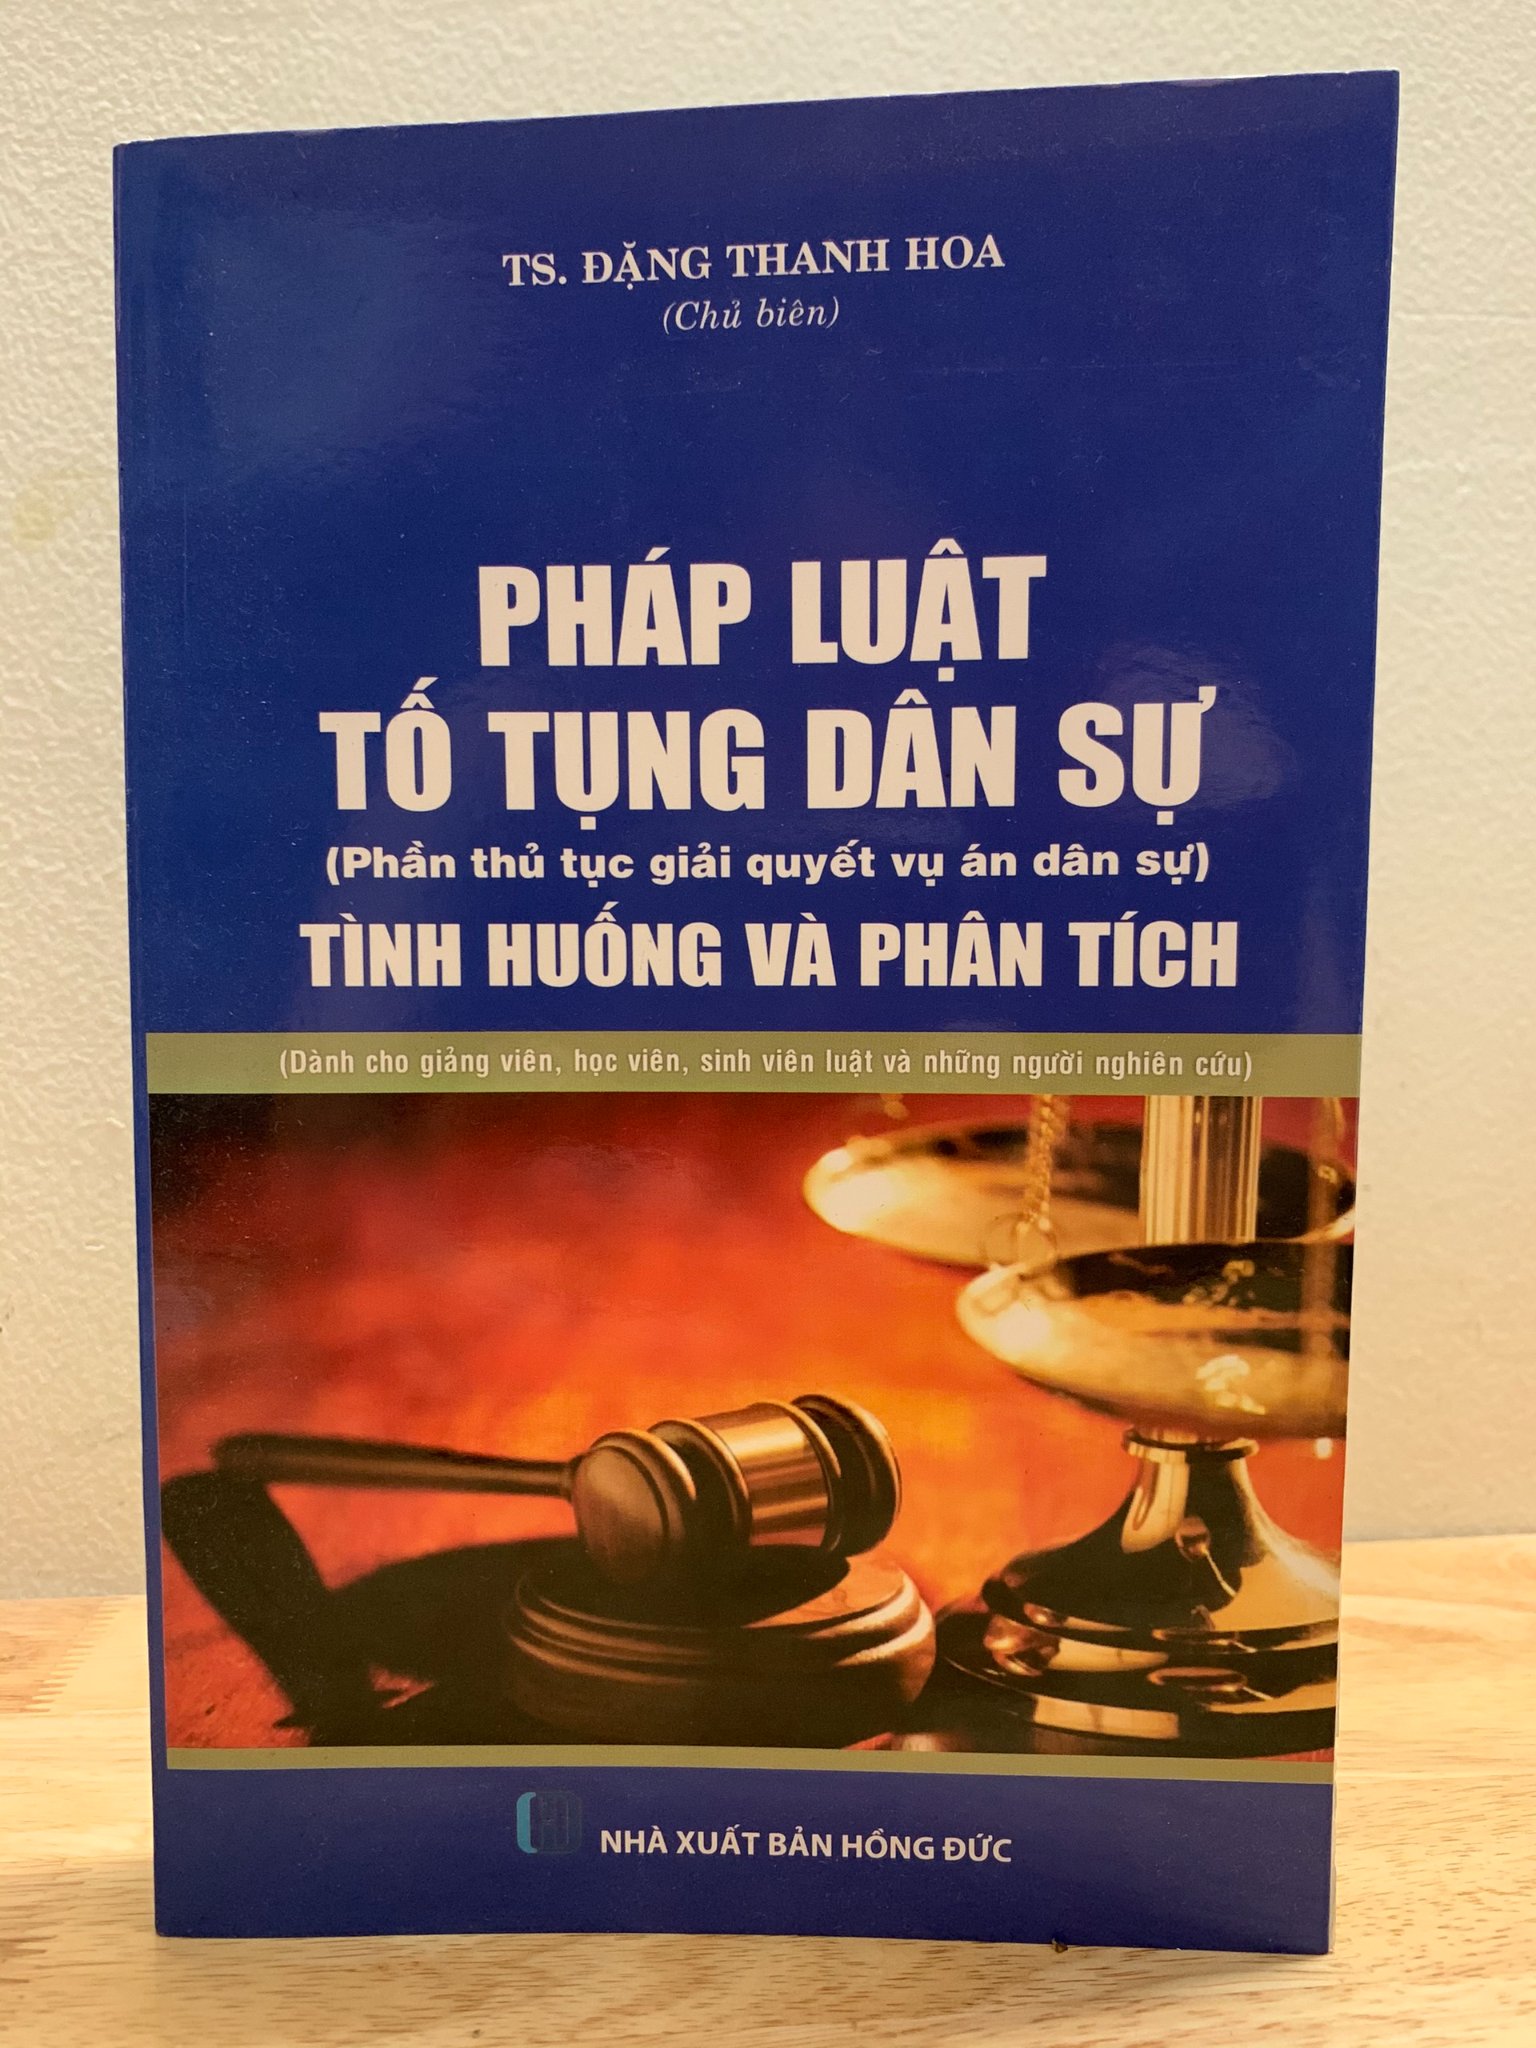 TS. ĐẶNG THANH HOA
(Chủ biên)
PHÁP LUẬT
TỐ TỤNG DÂN SỰ
(Phần thủ tục giải quyết vụ án dân sự)
TÌNH HUỐNG VÀ PHÂN TÍCH
(Dành cho giảng viên, học viên, sinh viên luật và những người nghiên cứu)
NHÀ XUẤT BẢN HỒNG ĐỨC